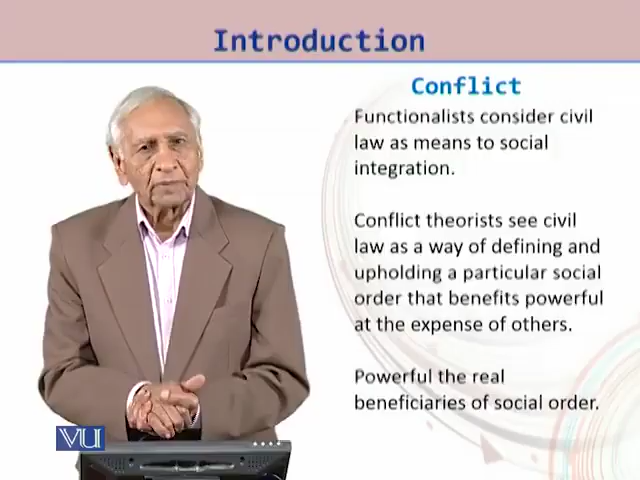 Introduction
Conflict
Functionalists consider civil
law as means to social
integration.
Conflict theorists see civil
law as a way of defining and
upholding a particular social
order that benefits powerful
at the expense of others.
Powerful the real
beneficiaries of social order.
VU